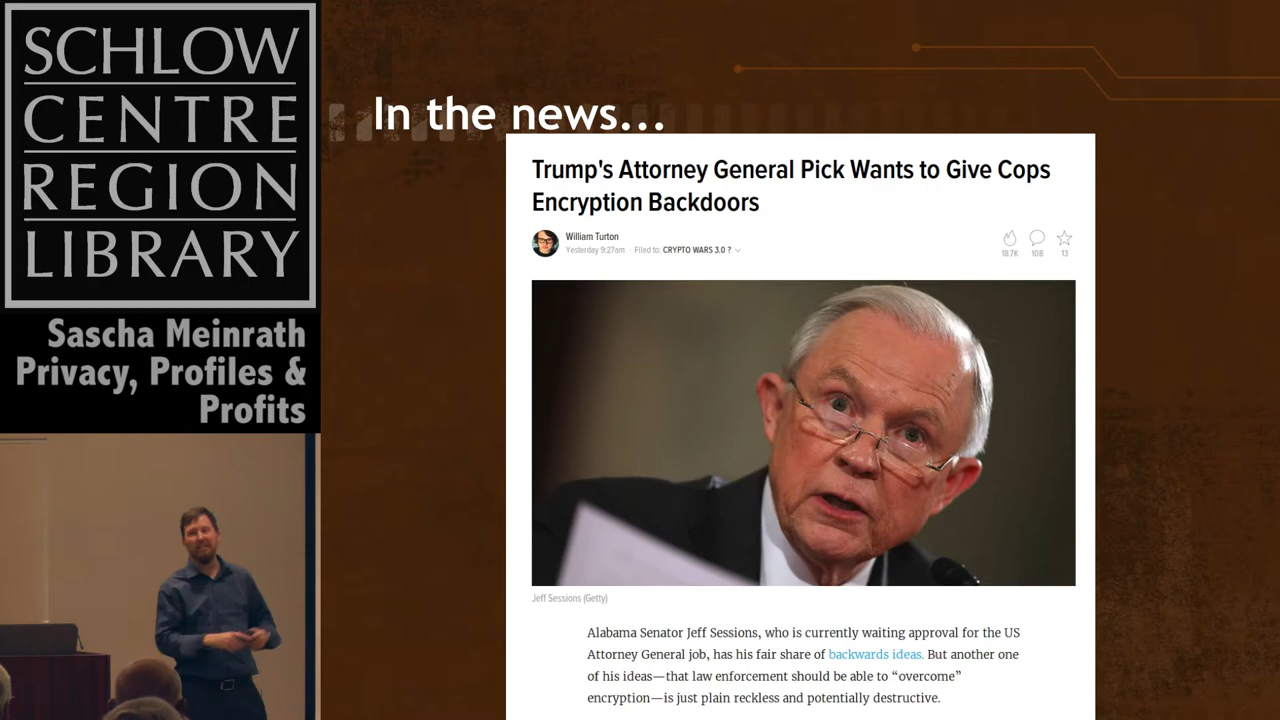 SCHLOW
CENTRE
REGION
LIBRARY
Sascha Meinrath
Privacy, Profiles &
Profits
In the news...
Trump's Attorney General Pick Wants to Give Cops
Encryption Backdoors
William Turton
Yesterday 9:27am · Filed to: CRYPTO WARS 3.0 ?
18.7K 108 13
Jeff Sessions (Getty)
Alabama Senator Jeff Sessions, who is currently waiting approval for the US
Attorney General job, has his fair share of backwards ideas. But another one
of his ideas—that law enforcement should be able to “overcome”
encryption—is just plain reckless and potentially destructive.